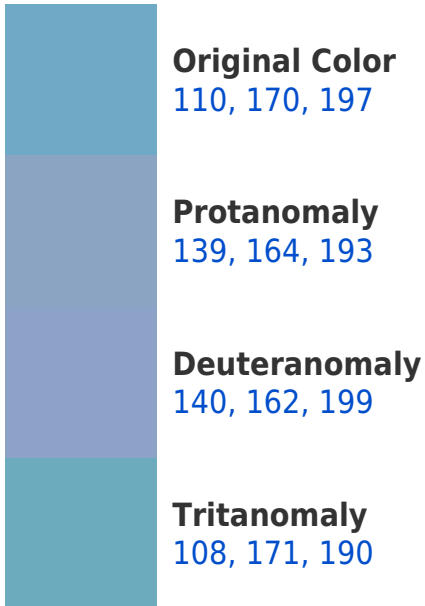 Original Color
110, 170, 197
Protanomaly
139, 164, 193
Deuteranomaly
140, 162, 199
Tritanomaly
108, 171, 190